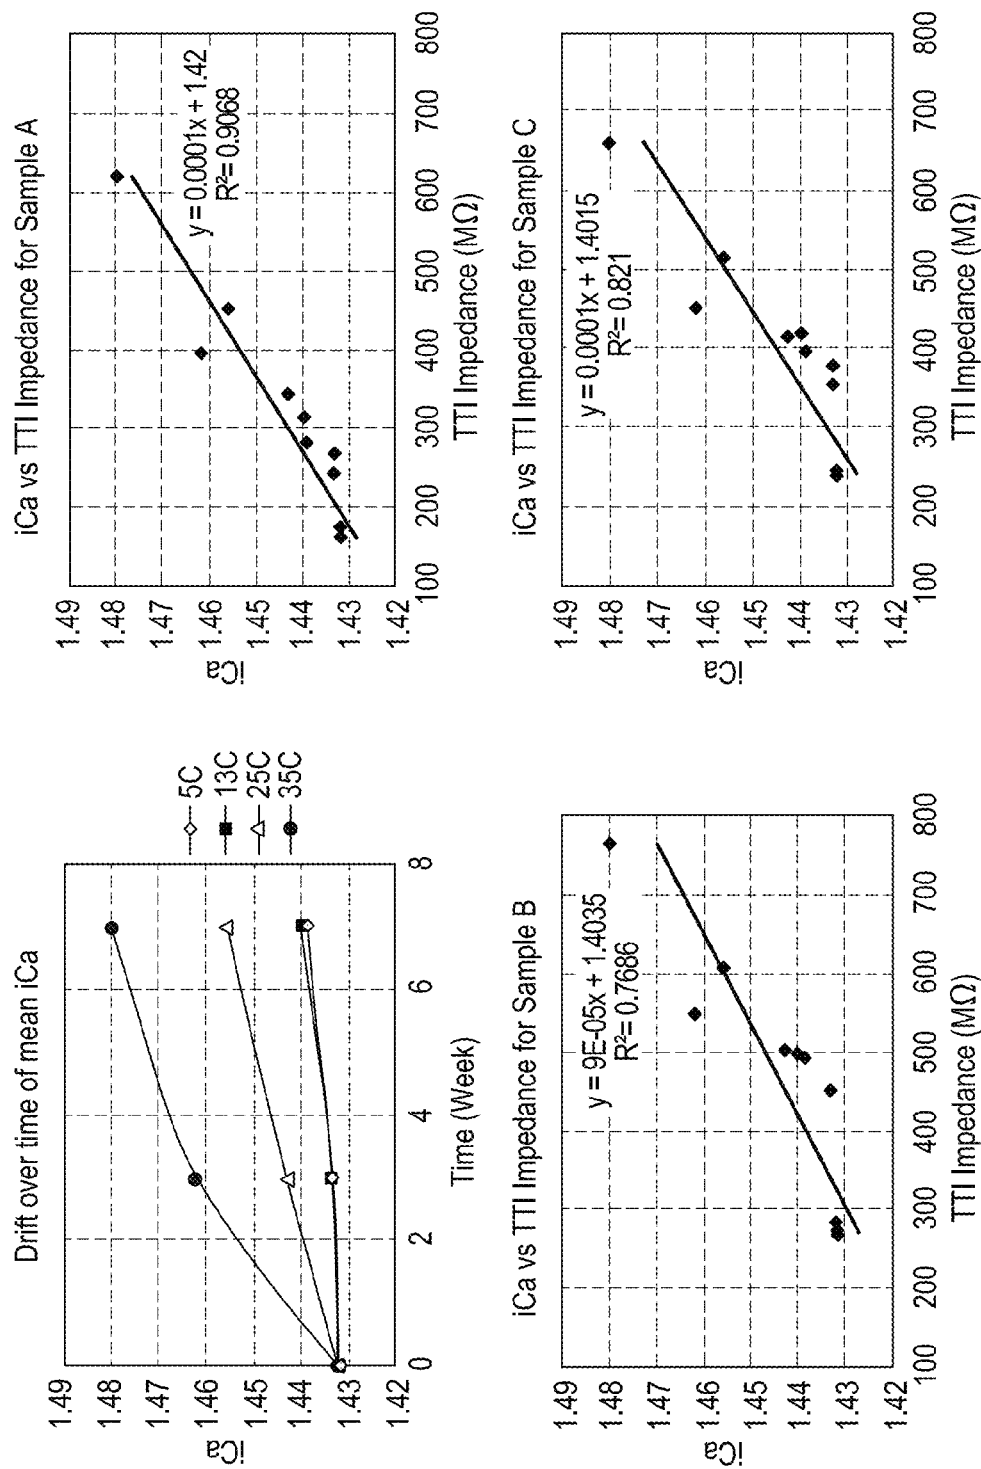 Drift over time of mean iCa
1.49
1.48
1.47
1.46
1.45
1.44
1.43
1.42
iCa
0
2
4
6
8
Time (Week)
5C
13C
25C
35C
iCa vs TTI Impedance for Sample A
1.49
1.48
1.47
1.46
1.45
1.44
1.43
1.42
iCa
y = 0.0001x + 1.42
R²= 0.9068
100
200
300
400
500
600
700
800
TTI Impedance (MΩ)
iCa vs TTI Impedance for Sample B
1.49
1.48
1.47
1.46
1.45
1.44
1.43
1.42
iCa
y = 9E-05x + 1.4035
R²= 0.7686
100
200
300
400
500
600
700
800
TTI Impedance (MΩ)
iCa vs TTI Impedance for Sample C
1.49
1.48
1.47
1.46
1.45
1.44
1.43
1.42
iCa
y = 0.0001x + 1.4015
R²= 0.821
100
200
300
400
500
600
700
800
TTI Impedance (MΩ)